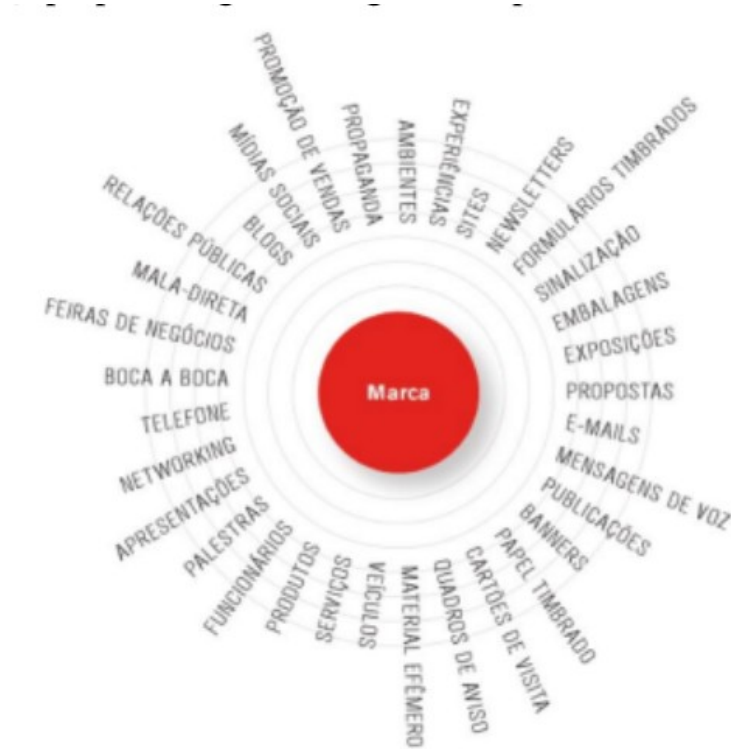 AMBIENTES
EXPERIÊNCIAS
SITES
NEWSLETTERS
FORMULÁRIOS TIMBRADOS
SINALIZAÇÃO
EMBALAGENS
EXPOSIÇÕES
PROPOSTAS
E-MAILS
MENSAGENS DE VOZ
PUBLICAÇÕES
BANNERS
PAPEL TIMBRADO
CARTÕES DE VISITA
QUADROS DE AVISO
MATERIAL EFÊMERO
VEÍCULOS
SERVIÇOS
PRODUTOS
FUNCIONÁRIOS
PALESTRAS
APRESENTAÇÕES
NETWORKING
TELEFONE
BOCA A BOCA
FEIRAS DE NEGÓCIOS
MALA-DIRETA
RELAÇÕES PÚBLICAS
BLOGS
MÍDIAS SOCIAIS
PROMOÇÃO DE VENDAS
PROPAGANDA
Marca